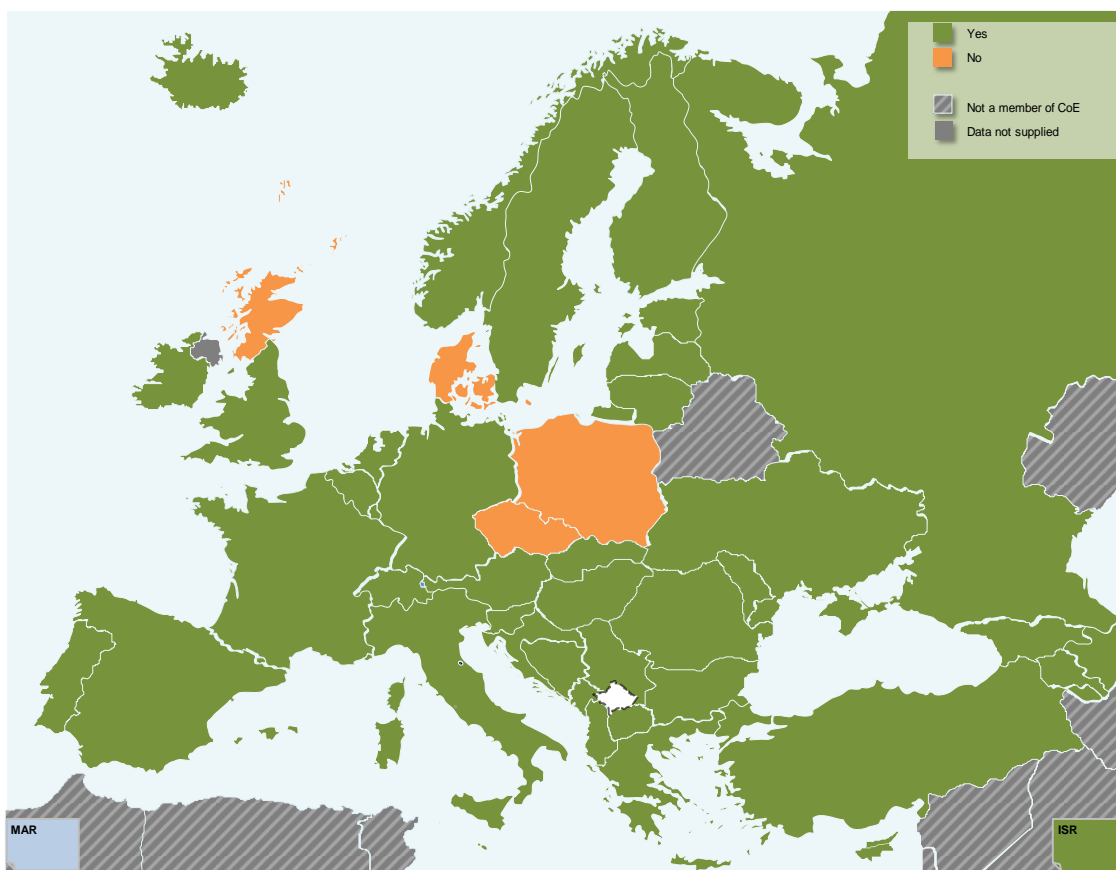 Yes
No
Not a member of CoE
Data not supplied
MAR
ISR